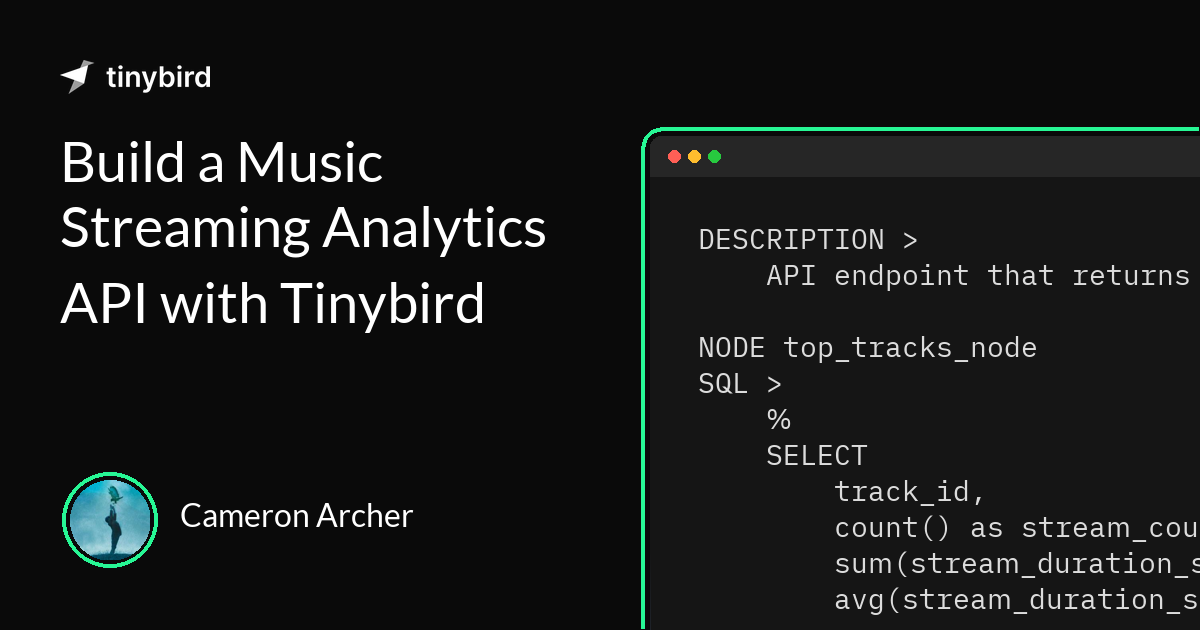 tinybird
Build a Music
Streaming Analytics
API with Tinybird
Cameron Archer
DESCRIPTION >
API endpoint that returns
NODE top_tracks_node
SQL >
%
SELECT
track_id,
count() as stream_cou
sum(stream_duration_s
avg(stream_duration_s